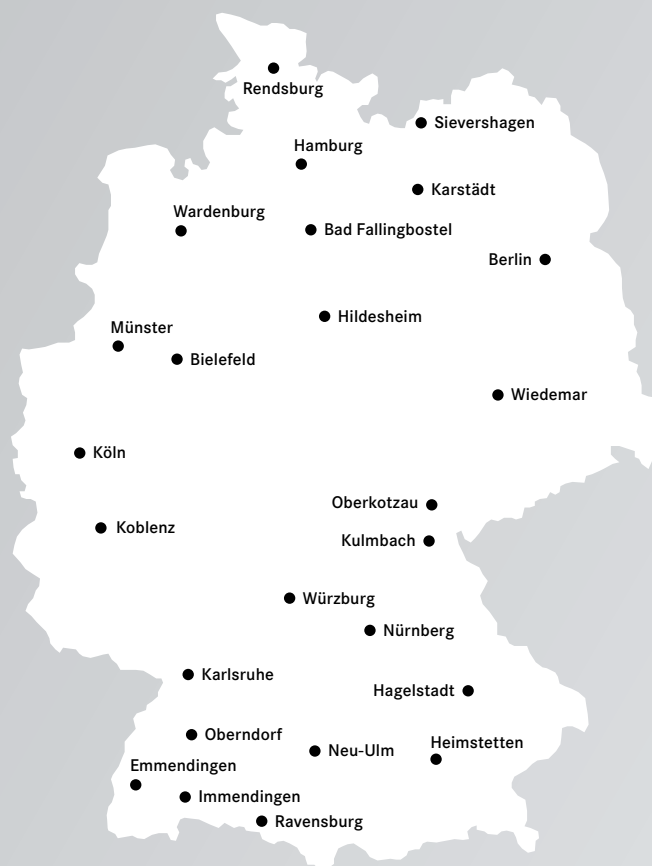 Rendsburg
Sievershagen
Hamburg
Karstädt
Wardenburg
Bad Fallingbostel
Berlin
Hildesheim
Münster
Bielefeld
Wiedemar
Köln
Oberkotzau
Koblenz
Kulmbach
Würzburg
Nürnberg
Karlsruhe
Hagelstadt
Oberndorf
Heimstetten
Neu-Ulm
Emmendingen
Immendingen
Ravensburg